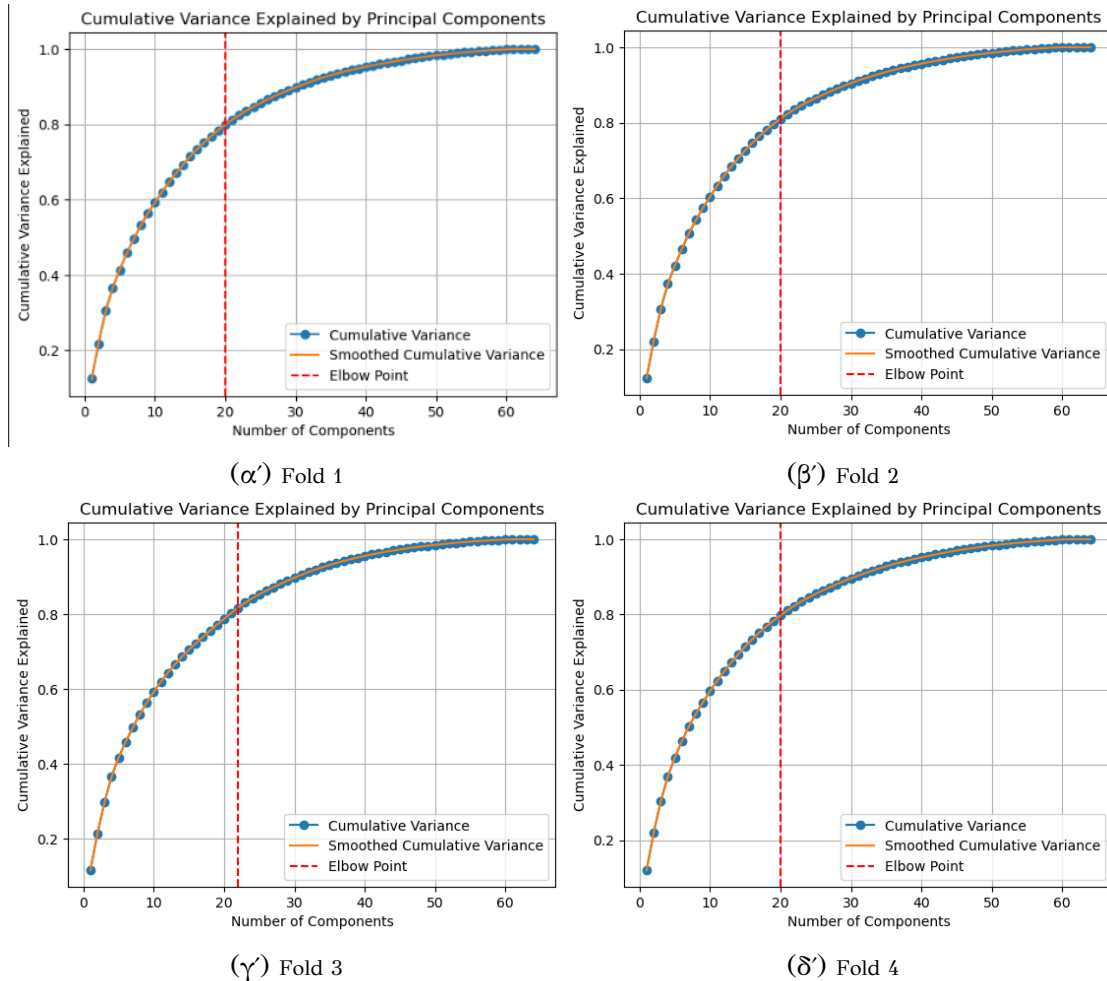 Cumulative Variance Explained by Principal Components
1.0
0.8
0.6
0.4
0.2
Cumulative Variance Explained
Cumulative Variance
Smoothed Cumulative Variance
Elbow Point
0 10 20 30 40 50 60
Number of Components
(α΄) Fold 1
Cumulative Variance Explained by Principal Components
1.0
0.8
0.6
0.4
0.2
Cumulative Variance Explained
Cumulative Variance
Smoothed Cumulative Variance
Elbow Point
0 10 20 30 40 50 60
Number of Components
(β΄) Fold 2
Cumulative Variance Explained by Principal Components
1.0
0.8
0.6
0.4
0.2
Cumulative Variance Explained
Cumulative Variance
Smoothed Cumulative Variance
Elbow Point
0 10 20 30 40 50 60
Number of Components
(γ΄) Fold 3
Cumulative Variance Explained by Principal Components
1.0
0.8
0.6
0.4
0.2
Cumulative Variance Explained
Cumulative Variance
Smoothed Cumulative Variance
Elbow Point
0 10 20 30 40 50 60
Number of Components
(δ΄) Fold 4